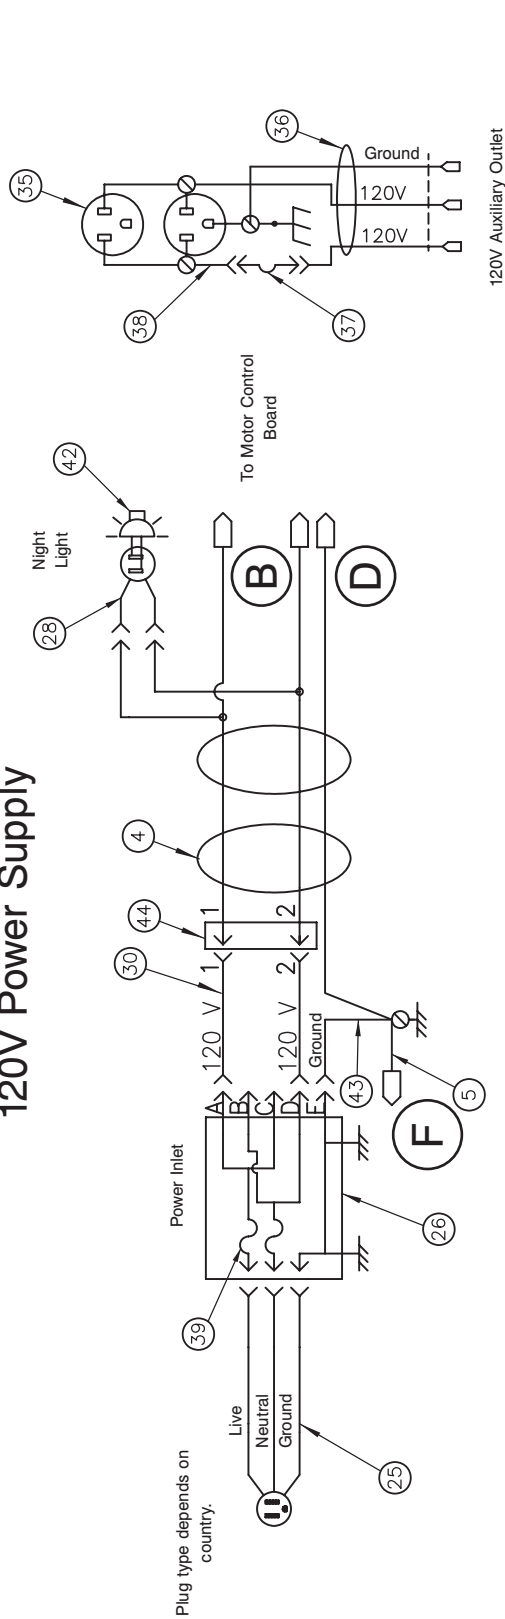 120V Power Supply
Plug type depends on
country.
Live
Neutral
Ground
25
39
Power Inlet
26
A
B
C
D
E
120 V
1
120 V
2
Ground
30
44
1
2
43
5
F
4
28
Night
Light
42
B
D
To Motor Control
Board
35
38
37
36
Ground
120V
120V
120V Auxiliary Outlet